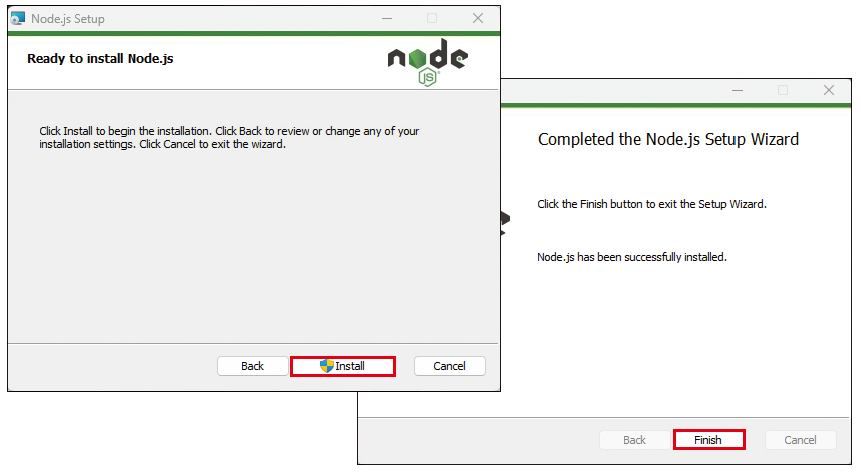 Node.js Setup
Ready to install Node.js
node
JS
Click Install to begin the installation. Click Back to review or change any of your
installation settings. Click Cancel to exit the wizard.
Back
Install
Cancel
Completed the Node.js Setup Wizard
Click the Finish button to exit the Setup Wizard.
Node.js has been successfully installed.
Back
Finish
Cancel